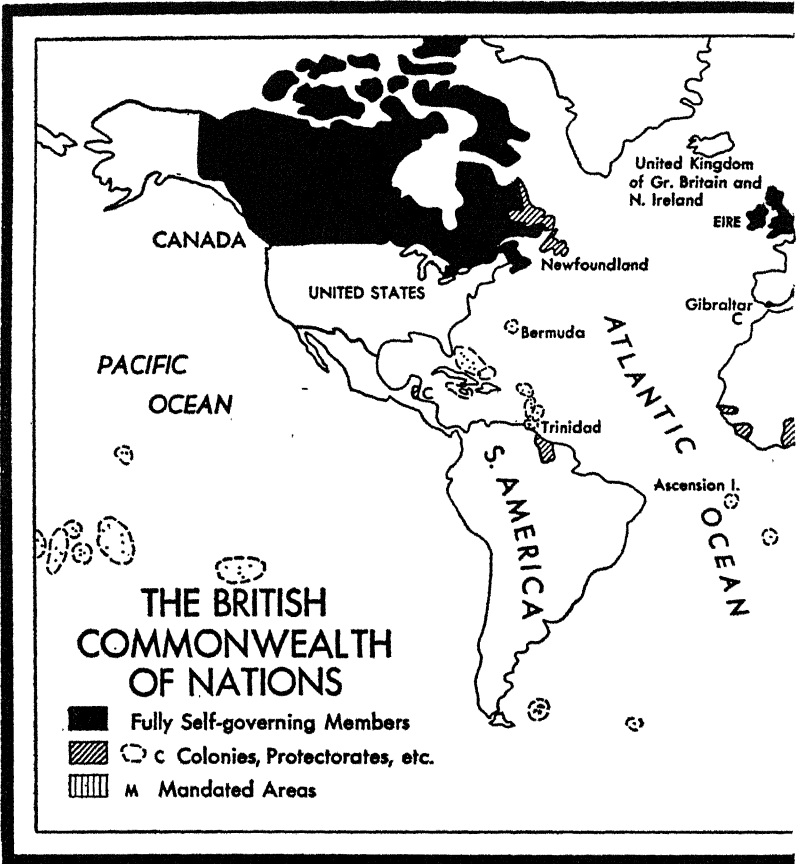 United Kingdom
of Gr. Britain and
N. Ireland
EIRE
CANADA
Newfoundland
UNITED STATES
Gibraltar
C
Bermuda
ATLANTIC
PACIFIC
OCEAN
C
Trinidad
S. AMERICA
Ascension I.
OCEAN
THE BRITISH
COMMONWEALTH
OF NATIONS
Fully Self-governing Members
C Colonies, Protectorates, etc.
M Mandated Areas